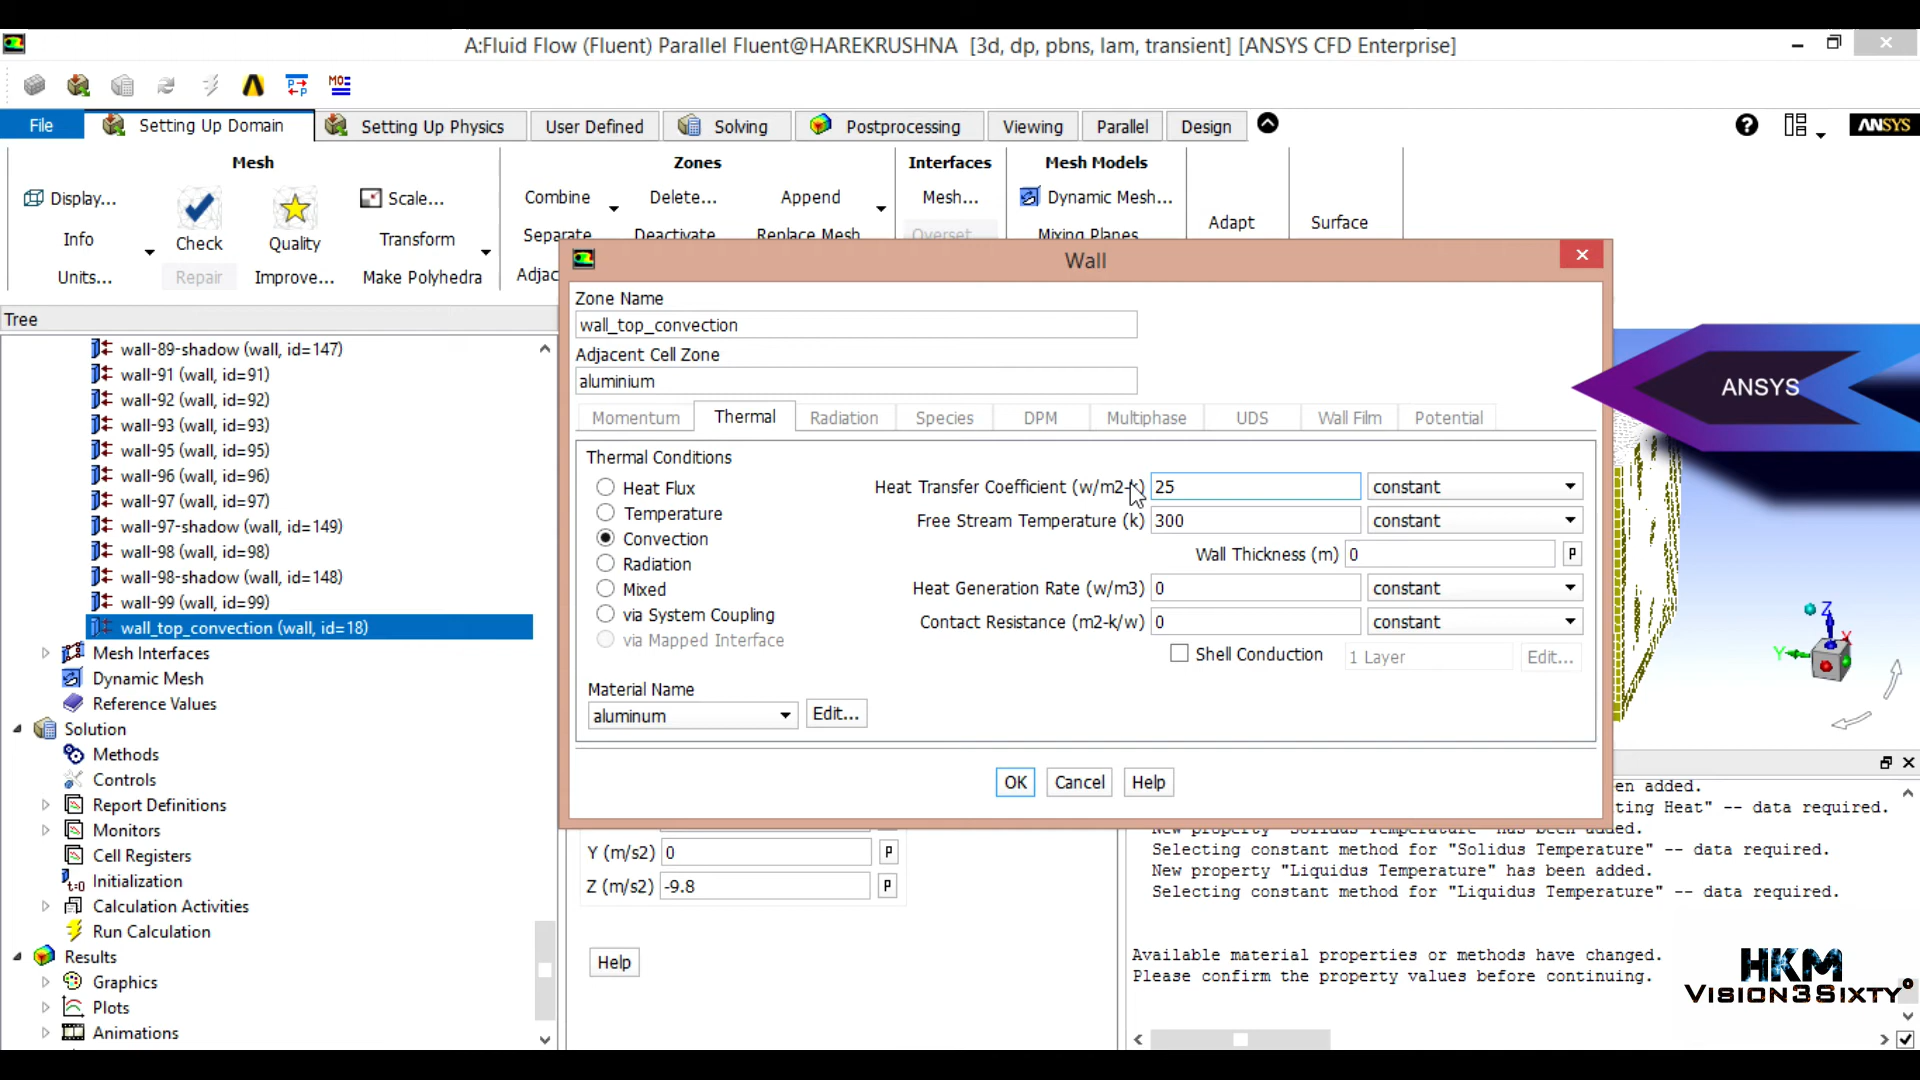 A:Fluid Flow (Fluent) Parallel Fluent@HAREKRUSHNA [3d, dp, pbns, lam, transient] [ANSYS CFD Enterprise]
File
Setting Up Domain
Setting Up Physics
User Defined
Solving
Postprocessing
Viewing
Parallel
Design
ANSYS
Mesh
Zones
Interfaces
Mesh Models
Display...
Scale...
Combine
Delete...
Append
Mesh...
Dynamic Mesh...
Info
Check
Quality
Transform
Separate
Deactivate
Replace Mesh
Overset...
Mixing Planes
Adapt
Surface
Units...
Repair
Improve...
Make Polyhedra
Adjac
Tree
wall-89-shadow (wall, id=147)
wall-91 (wall, id=91)
wall-92 (wall, id=92)
wall-93 (wall, id=93)
wall-95 (wall, id=95)
wall-96 (wall, id=96)
wall-97 (wall, id=97)
wall-97-shadow (wall, id=149)
wall-98 (wall, id=98)
wall-98-shadow (wall, id=148)
wall-99 (wall, id=99)
wall_top_convection (wall, id=18)
Mesh Interfaces
Dynamic Mesh
Reference Values
Solution
Methods
Controls
Report Definitions
Monitors
Cell Registers
t=0 Initialization
Calculation Activities
Run Calculation
Results
Graphics
Plots
Animations
Wall
Zone Name
wall_top_convection
Adjacent Cell Zone
aluminium
Momentum
Thermal
Radiation
Species
DPM
Multiphase
UDS
Wall Film
Potential
Thermal Conditions
Heat Flux
Temperature
Convection
Radiation
Mixed
via System Coupling
via Mapped Interface
Heat Transfer Coefficient (w/m2-k) 25 constant
Free Stream Temperature (k) 300 constant
Wall Thickness (m) 0 P
Heat Generation Rate (w/m3) 0 constant
Contact Resistance (m2-k/w) 0 constant
Shell Conduction 1 Layer Edit...
Material Name
aluminum Edit...
OK Cancel Help
Y (m/s2) 0 P
Z (m/s2) -9.8 P
Help
ANSYS
Z
Y
X
en added.
ting Heat" -- data required.
New property "Solidus Temperature" has been added.
Selecting constant method for "Solidus Temperature" -- data required.
New property "Liquidus Temperature" has been added.
Selecting constant method for "Liquidus Temperature" -- data required.
Available material properties or methods have changed.
Please confirm the property values before continuing.
HKM
Vision3Sixty°